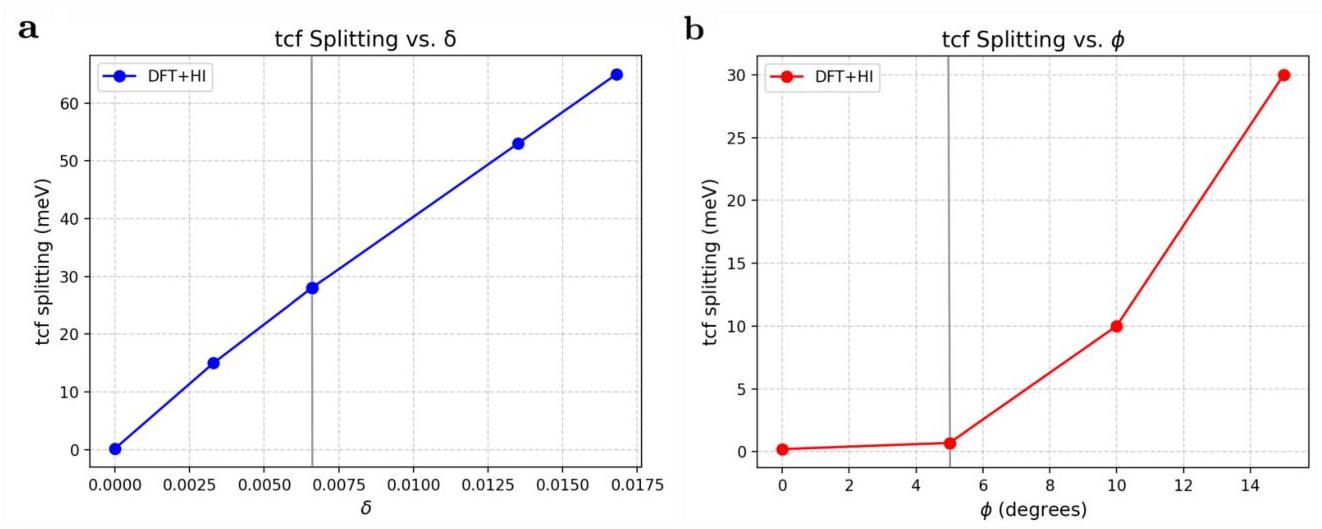 a
tcf Splitting vs. δ
DFT+HI
tcf splitting (meV)
60
50
40
30
20
10
0
0.0000 0.0025 0.0050 0.0075 0.0100 0.0125 0.0150 0.0175
δ
b
tcf Splitting vs. ϕ
DFT+HI
tcf splitting (meV)
30
25
20
15
10
5
0
0 2 4 6 8 10 12 14
ϕ (degrees)